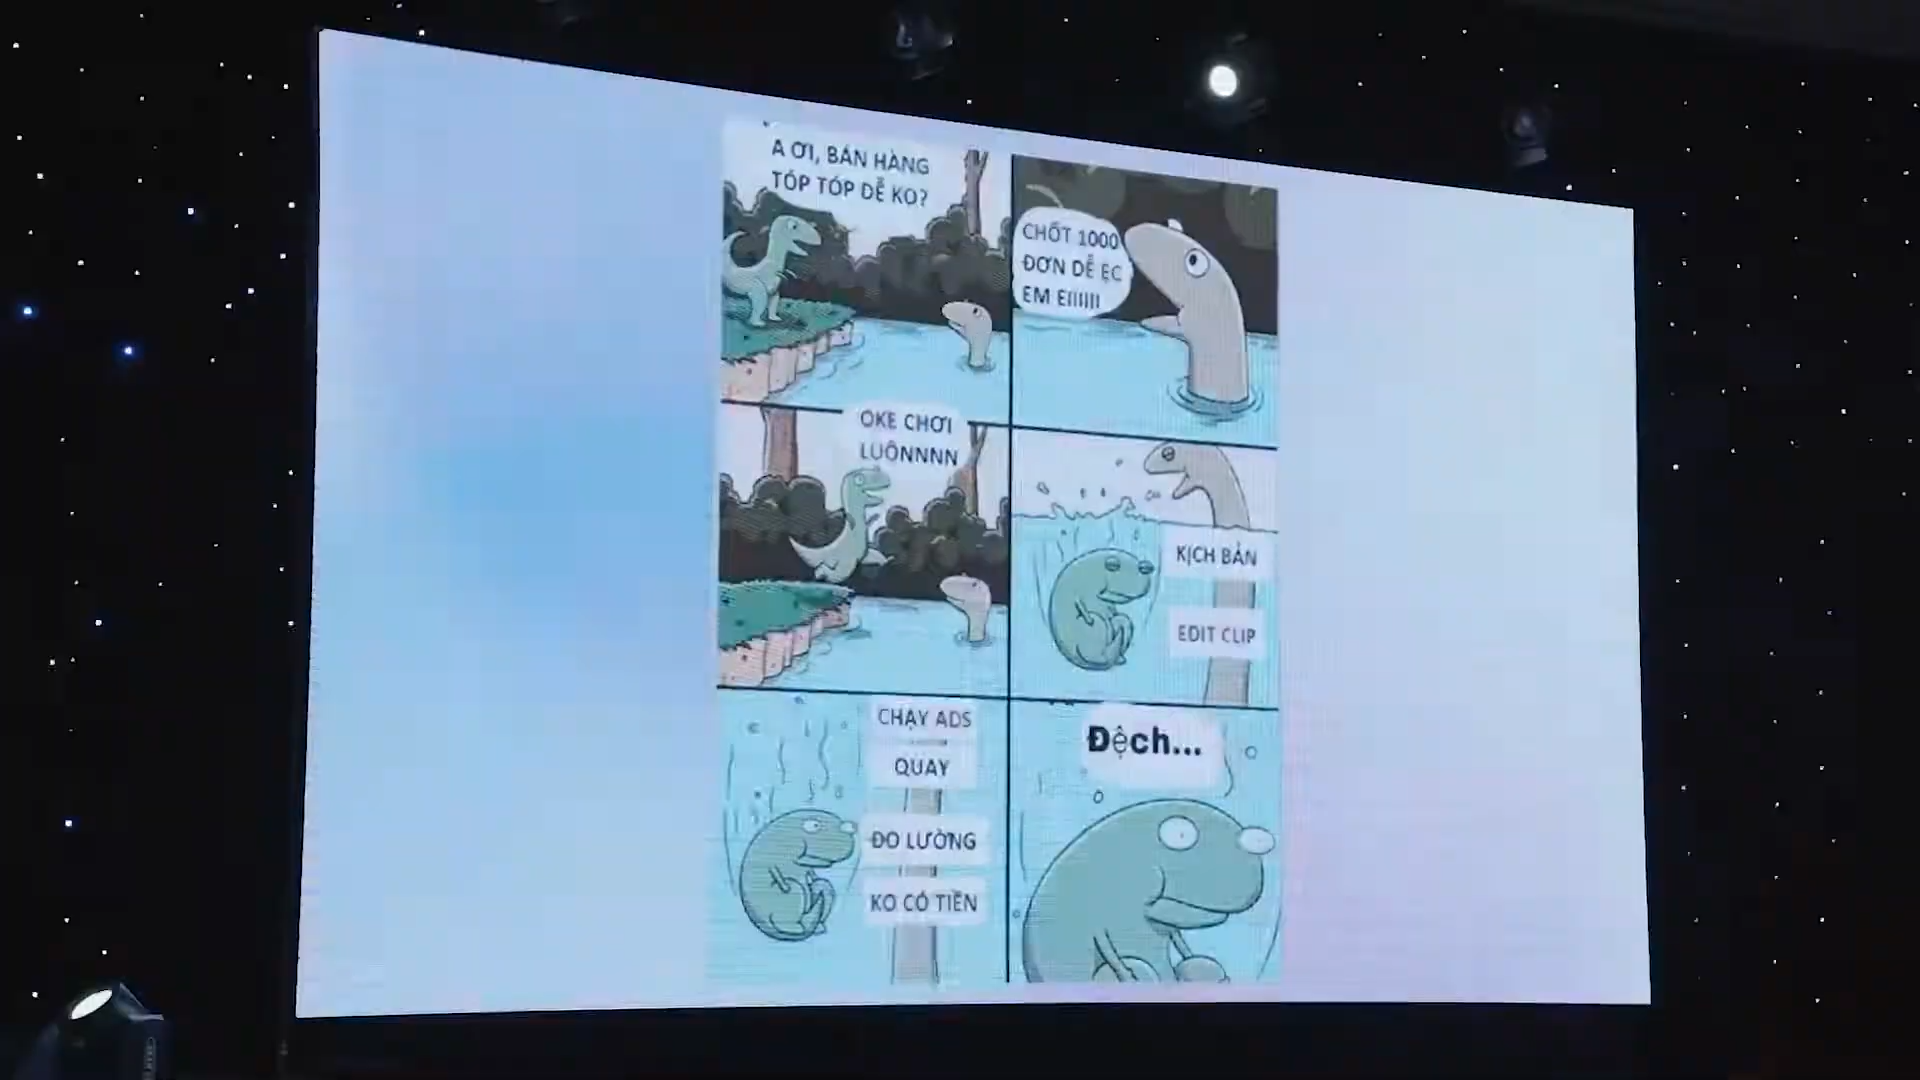 A ƠI, BÁN HÀNG
TÓP TÓP DỄ KO?
CHỐT 1000
ĐƠN DỄ ẸC
EM EIIIIII
OKE CHƠI
LUÔNNNN
KỊCH BẢN
EDIT CLIP
CHẠY ADS
QUAY
ĐO LƯỜNG
KO CÓ TIỀN
Đệch...